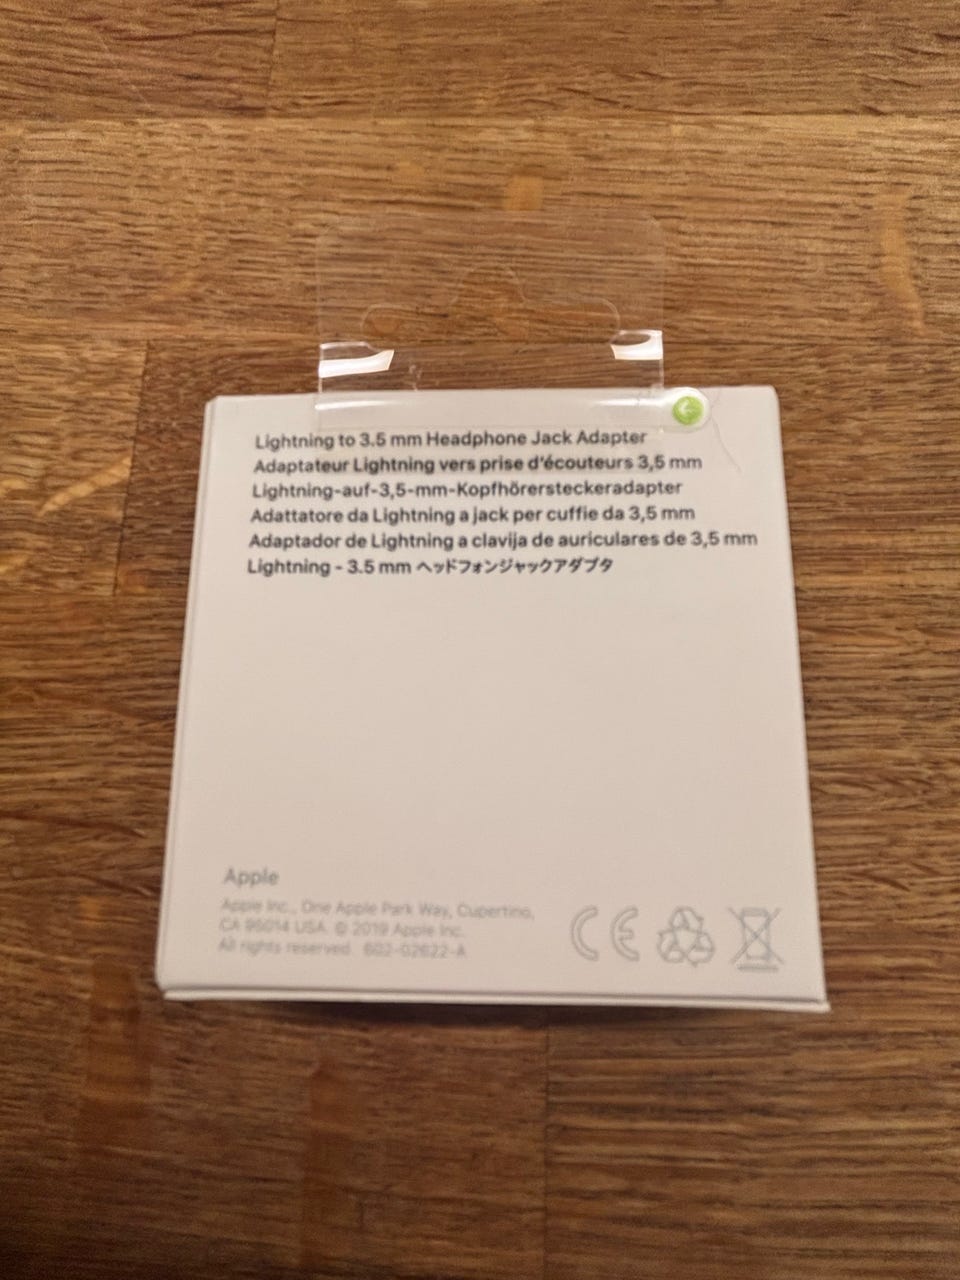 Lightning to 3.5 mm Headphone Jack Adapter
Adaptateur Lightning vers prise d'écouteurs 3,5 mm
Lightning-auf-3,5-mm-Kopfhörersteckeradapter
Adattatore da Lightning a jack per cuffie da 3,5 mm
Adaptador de Lightning a clavija de auriculares de 3,5 mm
Lightning - 3.5 mm ヘッドフォンジャックアダプタ
Apple
Apple Inc., One Apple Park Way, Cupertino,
CA 95014 USA. © 2019 Apple Inc.
All rights reserved. 602-02622-A
CE